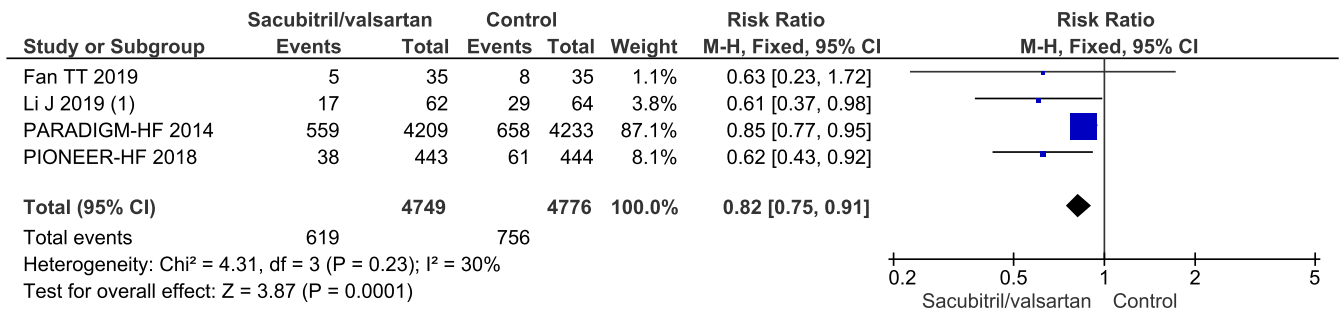 Sacubitril/valsartan Control Risk Ratio Risk Ratio
Study or Subgroup Events Total Events Total Weight M-H, Fixed, 95% CI M-H, Fixed, 95% CI
Fan TT 2019 5 35 8 35 1.1% 0.63 [0.23, 1.72]
Li J 2019 (1) 17 62 29 64 3.8% 0.61 [0.37, 0.98]
PARADIGM-HF 2014 559 4209 658 4233 87.1% 0.85 [0.77, 0.95]
PIONEER-HF 2018 38 443 61 444 8.1% 0.62 [0.43, 0.92]
Total (95% CI) 4749 4776 100.0% 0.82 [0.75, 0.91]
Total events 619 756
Heterogeneity: Chi² = 4.31, df = 3 (P = 0.23); I² = 30%
Test for overall effect: Z = 3.87 (P = 0.0001)
0.2 0.5 1 2 5
Sacubitril/valsartan Control